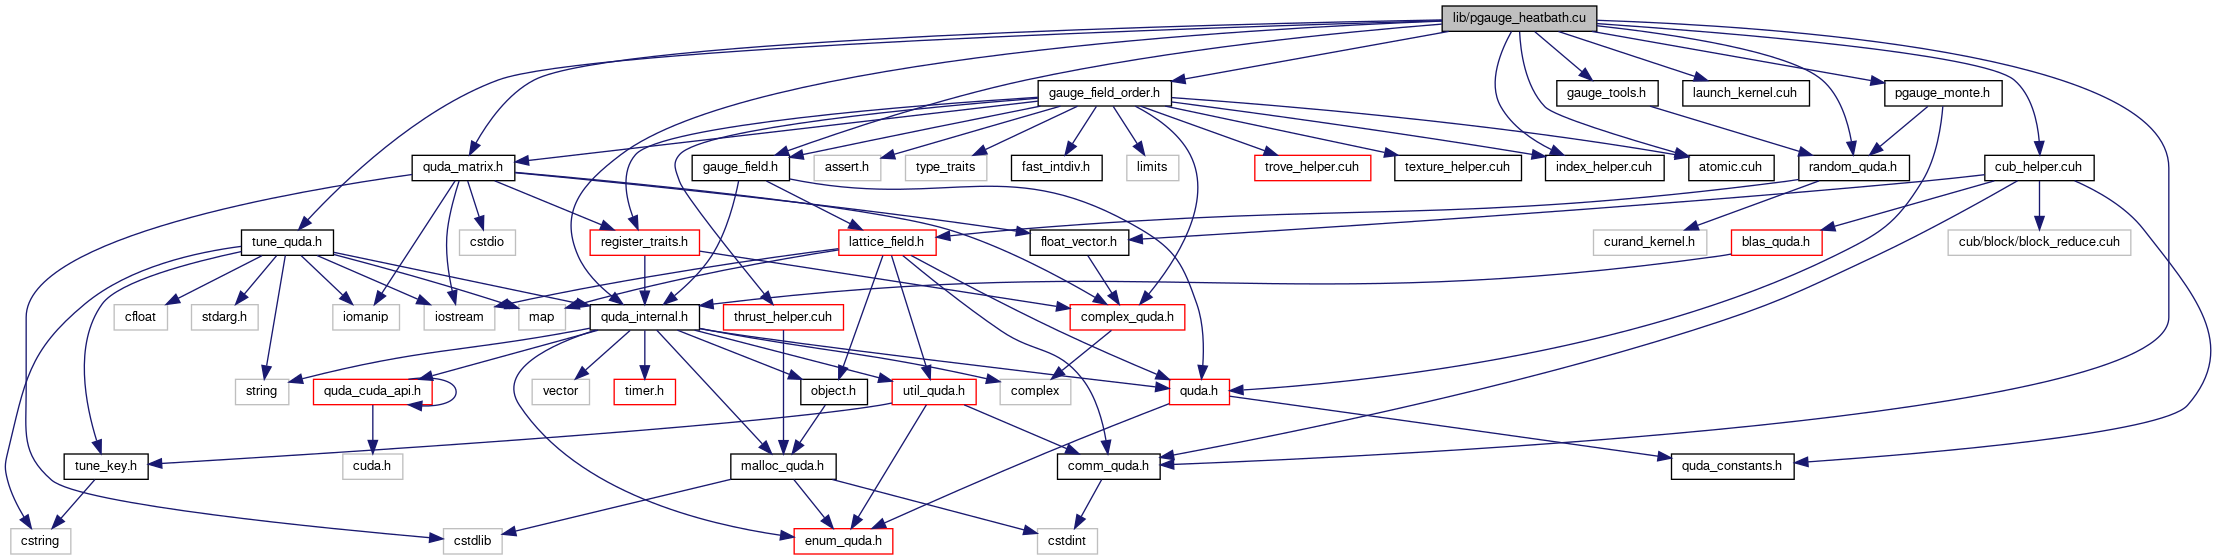 lib/pgauge_heatbath.cu
gauge_field_order.h
gauge_tools.h
launch_kernel.cuh
pgauge_monte.h
quda_matrix.h
gauge_field.h
assert.h
type_traits
fast_intdiv.h
limits
trove_helper.cuh
texture_helper.cuh
index_helper.cuh
atomic.cuh
random_quda.h
cub_helper.cuh
tune_quda.h
cstdio
register_traits.h
lattice_field.h
float_vector.h
curand_kernel.h
blas_quda.h
cub/block/block_reduce.cuh
cfloat
stdarg.h
iomanip
iostream
map
quda_internal.h
thrust_helper.cuh
complex_quda.h
string
quda_cuda_api.h
vector
timer.h
object.h
util_quda.h
complex
quda.h
tune_key.h
cuda.h
malloc_quda.h
comm_quda.h
quda_constants.h
cstring
cstdlib
enum_quda.h
cstdint